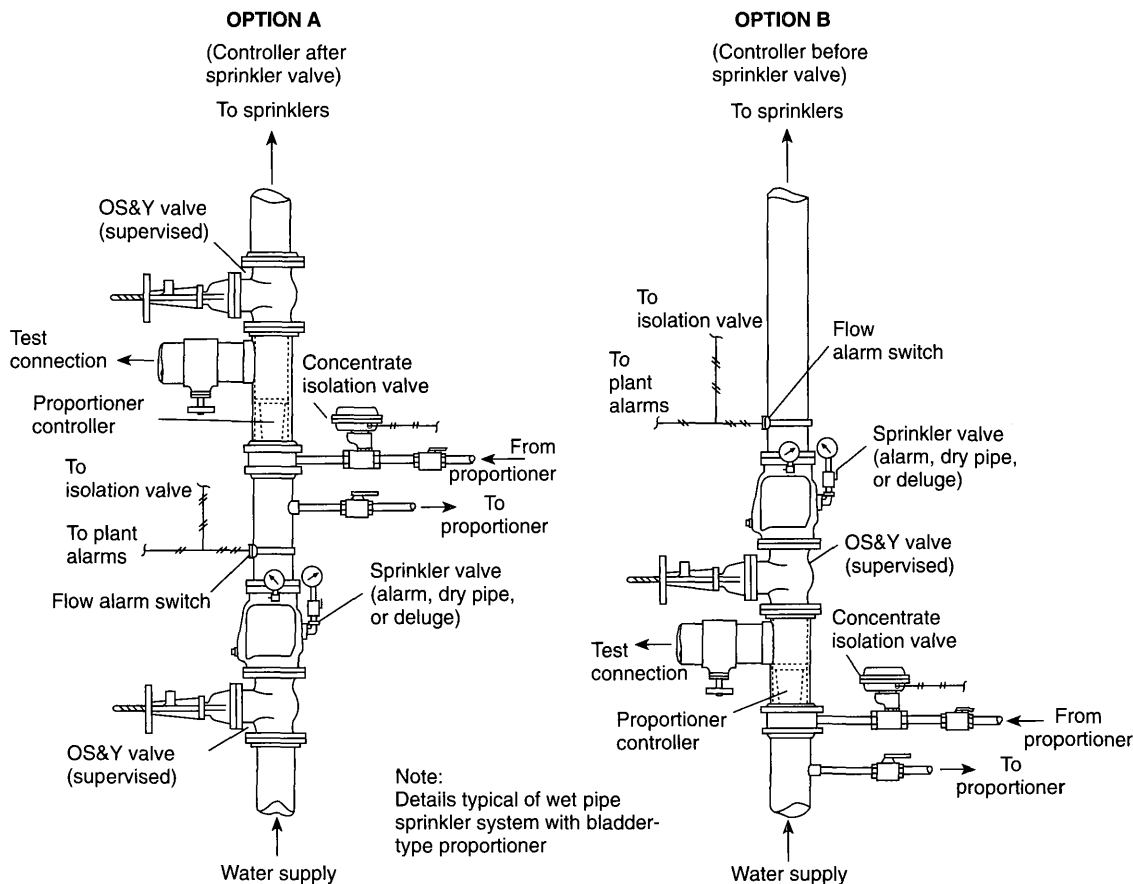 OPTION A
(Controller after
sprinkler valve)
To sprinklers
OS&Y valve
(supervised)
Test
connection
Concentrate
isolation valve
Proportioner
controller
From
proportioner
To
isolation valve
To
proportioner
To plant
alarms
Flow alarm switch
Sprinkler valve
(alarm, dry pipe,
or deluge)
OS&Y valve
(supervised)
Water supply
Note:
Details typical of wet pipe
sprinkler system with bladder-
type proportioner
OPTION B
(Controller before
sprinkler valve)
To sprinklers
To
isolation valve
Flow
alarm switch
To
plant
alarms
Sprinkler valve
(alarm, dry pipe,
or deluge)
OS&Y valve
(supervised)
Test
connection
Concentrate
isolation valve
Proportioner
controller
From
proportioner
To
proportioner
Water supply